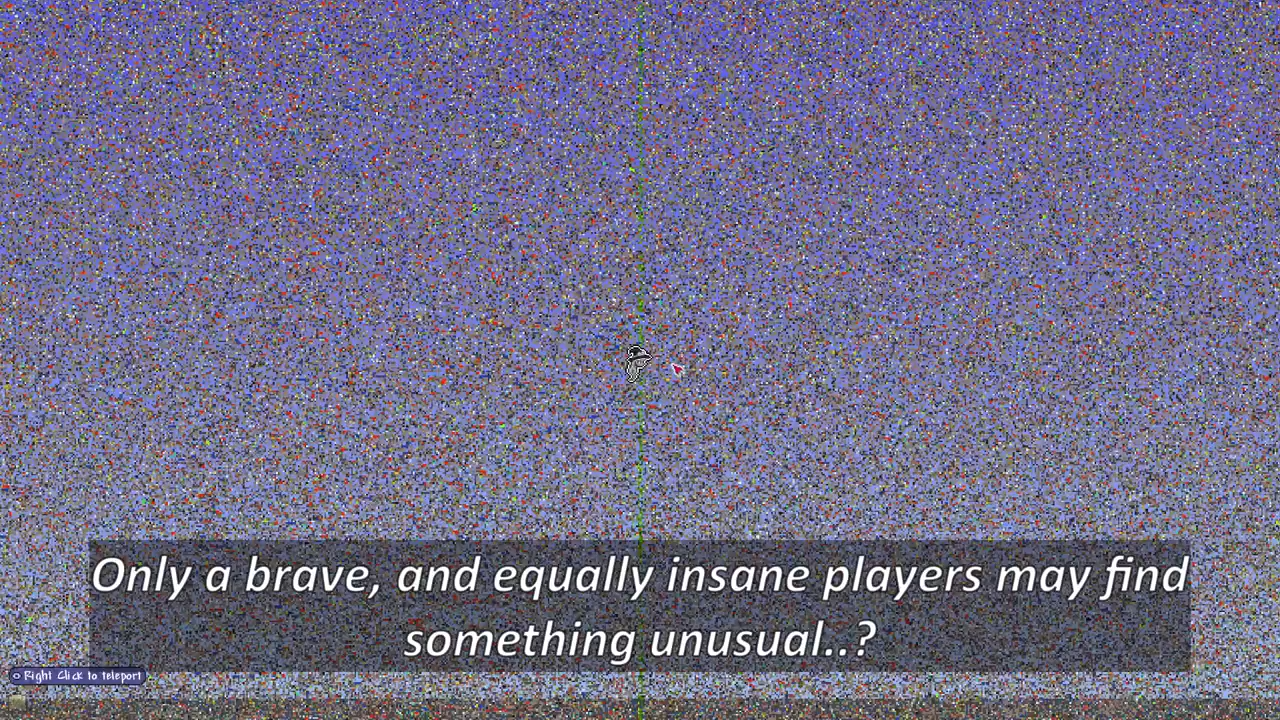 Only a brave, and equally insane players may find
something unusual..?
Right Click to teleport